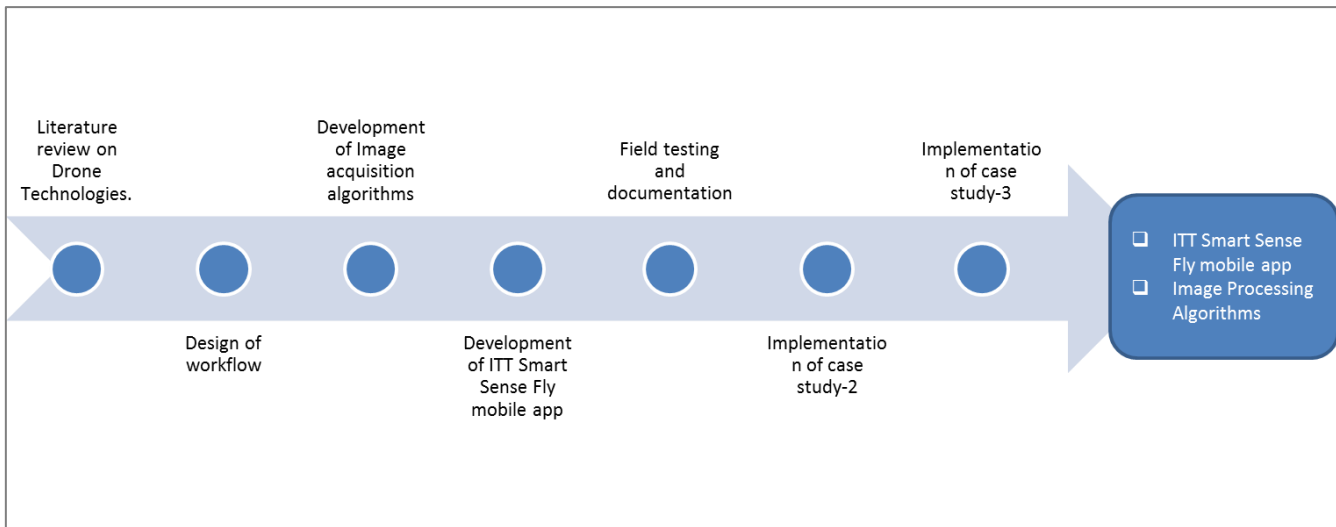 Literature
review on
Drone
Technologies.
Design of
workflow
Development
of Image
acquisition
algorithms
Development
of ITT Smart
Sense Fly
mobile app
Field testing
and
documentation
Implementatio
n of case
study-2
Implementatio
n of case
study-3
❑ ITT Smart Sense
Fly mobile app
❑ Image Processing
Algorithms